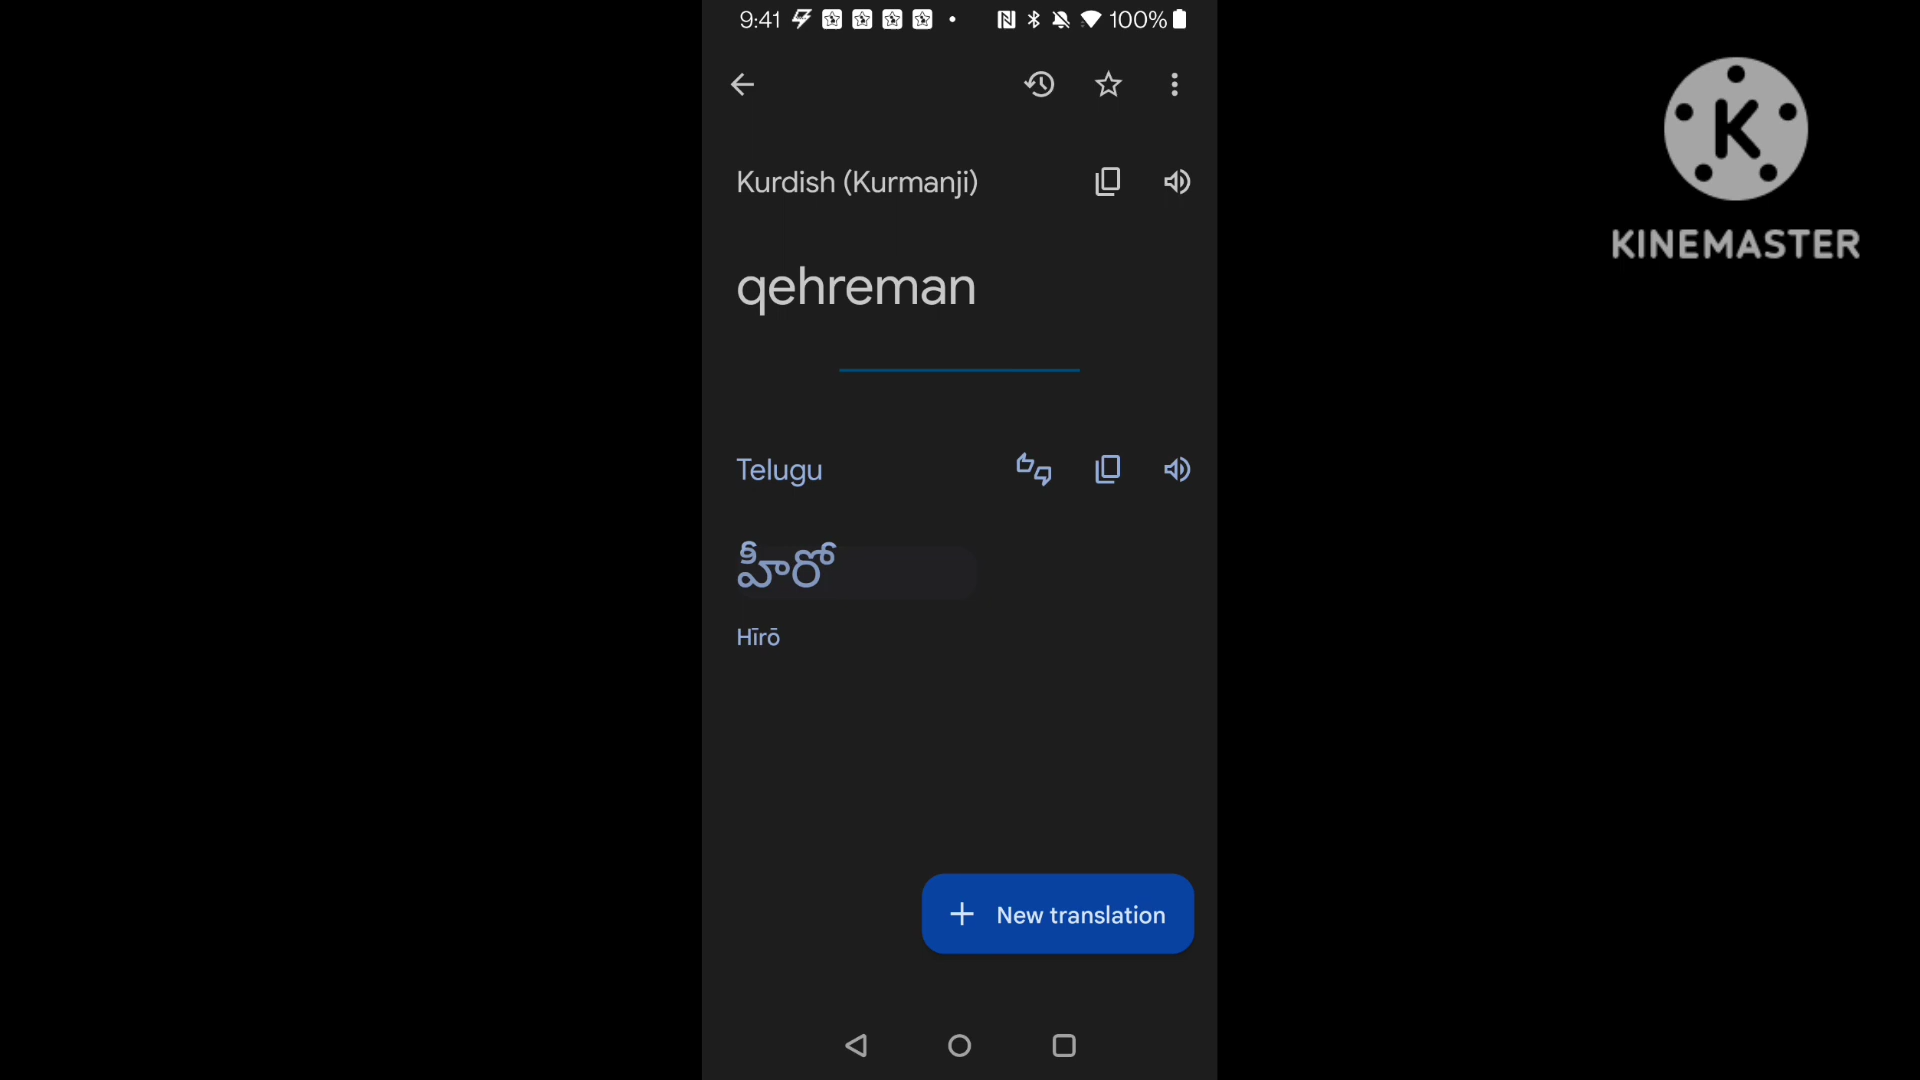 9:41 100%
Kurdish (Kurmanji)
qehreman
Telugu
హీరో
Hīrō
+ New translation
K
KINEMASTER